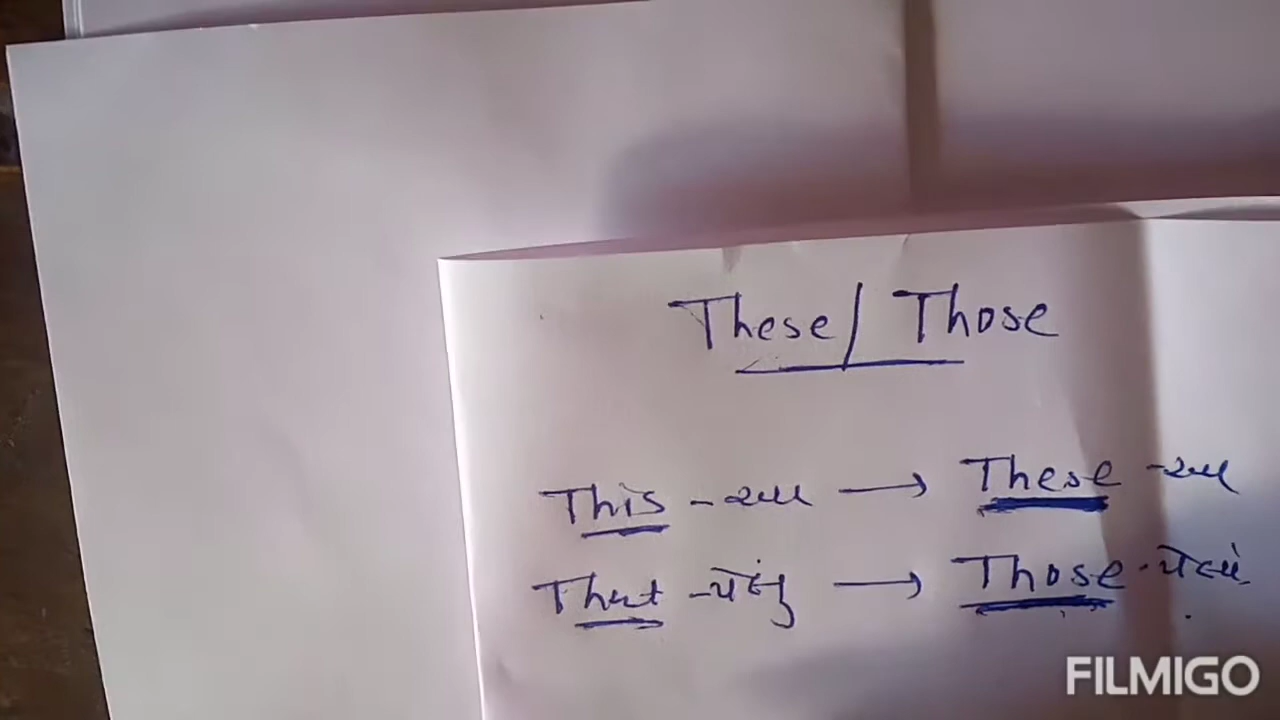 These / Those
This - આ → These - આ
That - પેલું → Those - પેલાં
FILMIGO